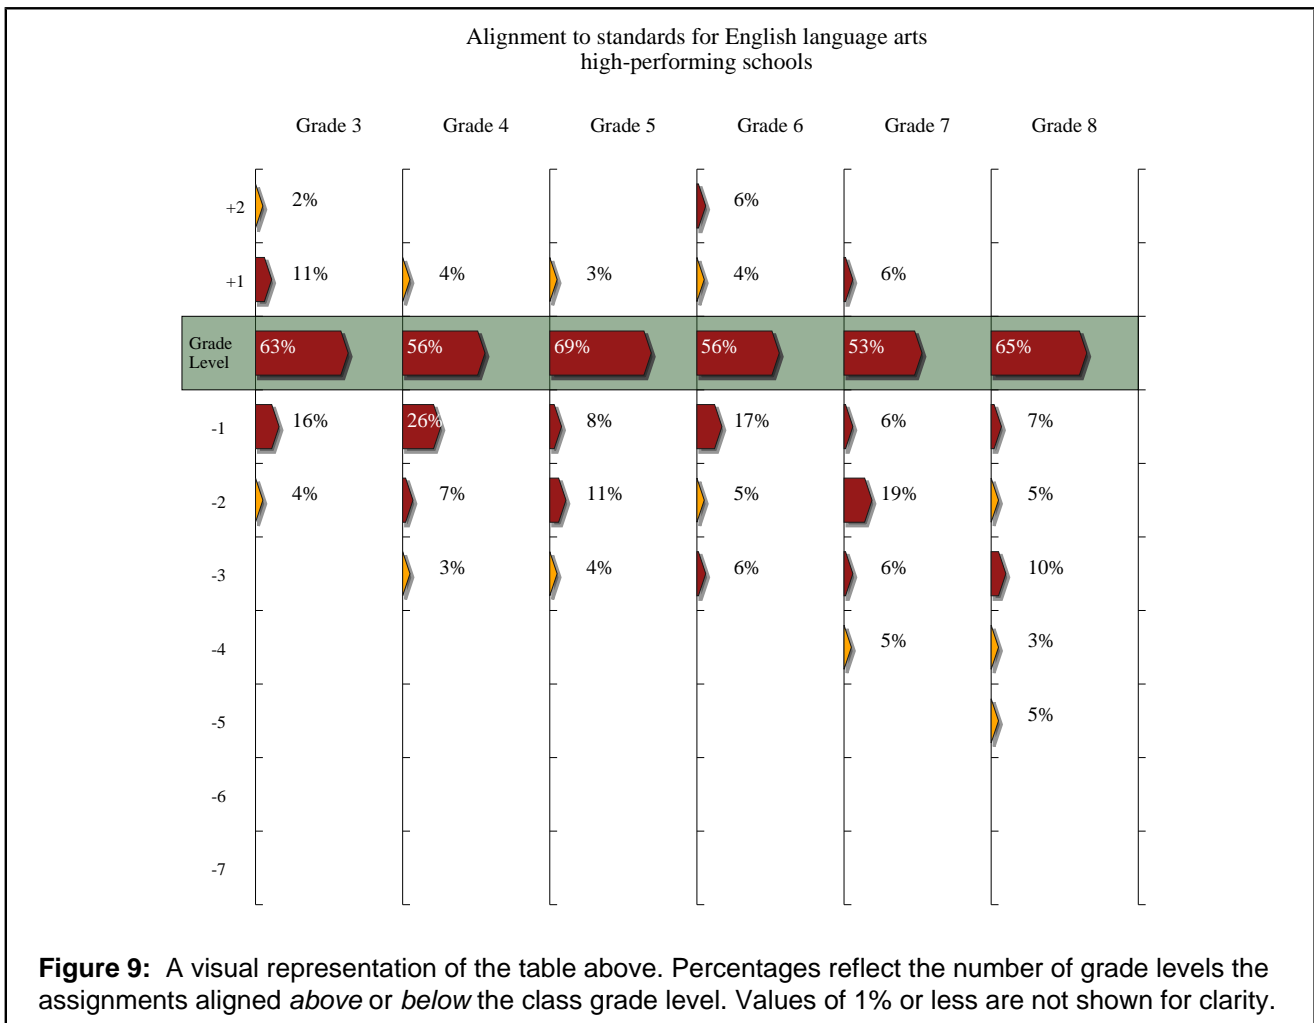 Alignment to standards for English language arts
high-performing schools
Grade 3 Grade 4 Grade 5 Grade 6 Grade 7 Grade 8
+2 2% 6%
+1 11% 4% 3% 4% 6%
Grade
Level
63% 56% 69% 56% 53% 65%
-1 16% 26% 8% 17% 6% 7%
-2 4% 7% 11% 5% 19% 5%
-3 3% 4% 6% 6% 10%
-4 5% 3%
-5 5%
-6
-7
Figure 9: A visual representation of the table above. Percentages reflect the number of grade levels the
assignments aligned above or below the class grade level. Values of 1% or less are not shown for clarity.